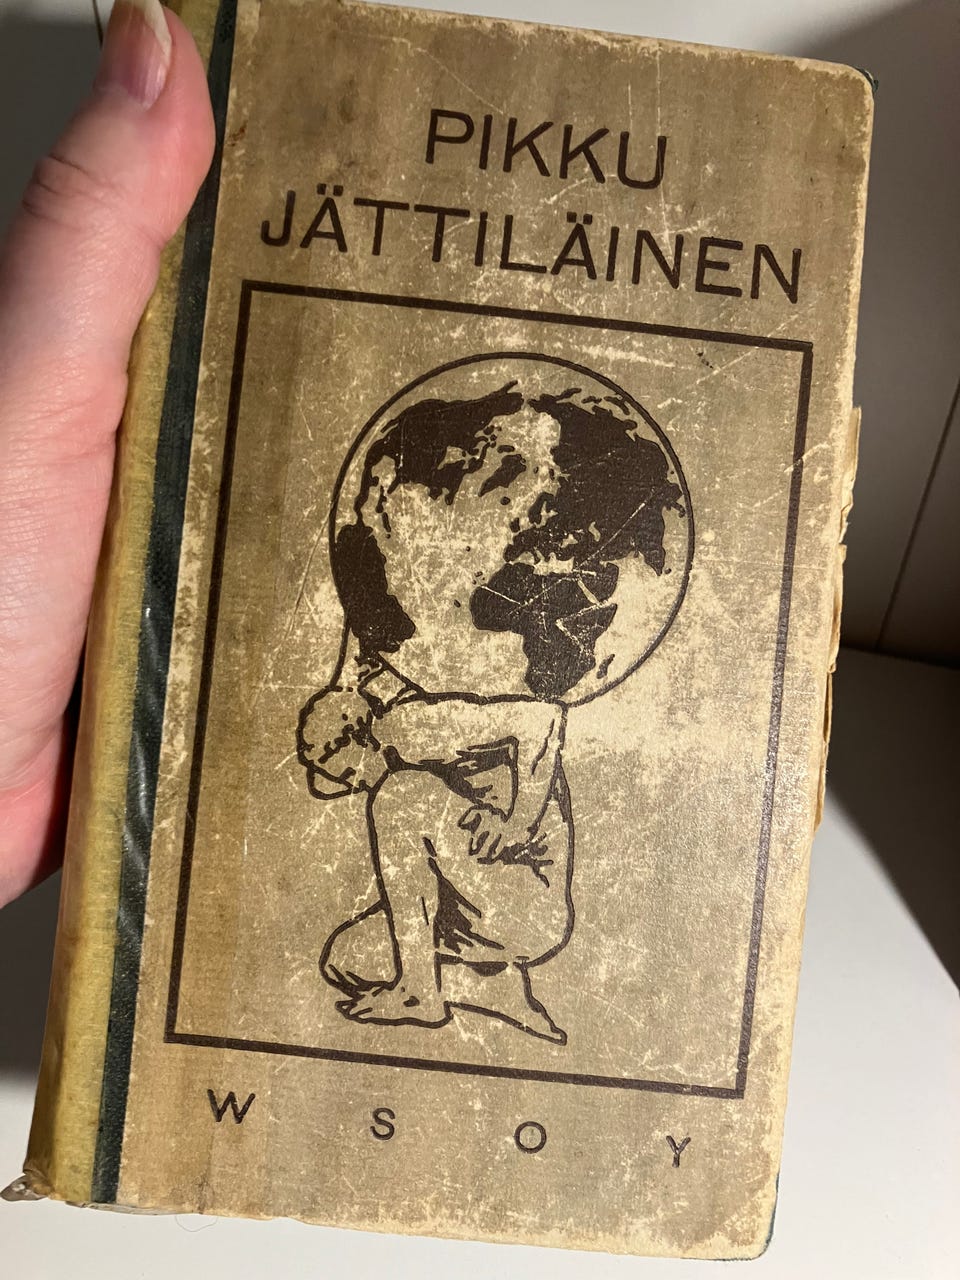 PIKKU
JÄTTILÄINEN
W S O Y